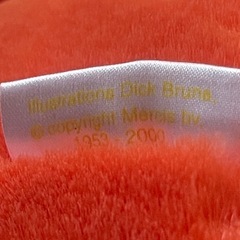 Illustrations Dick Bruna,
© copyright Mercis bv,
1953 - 2000